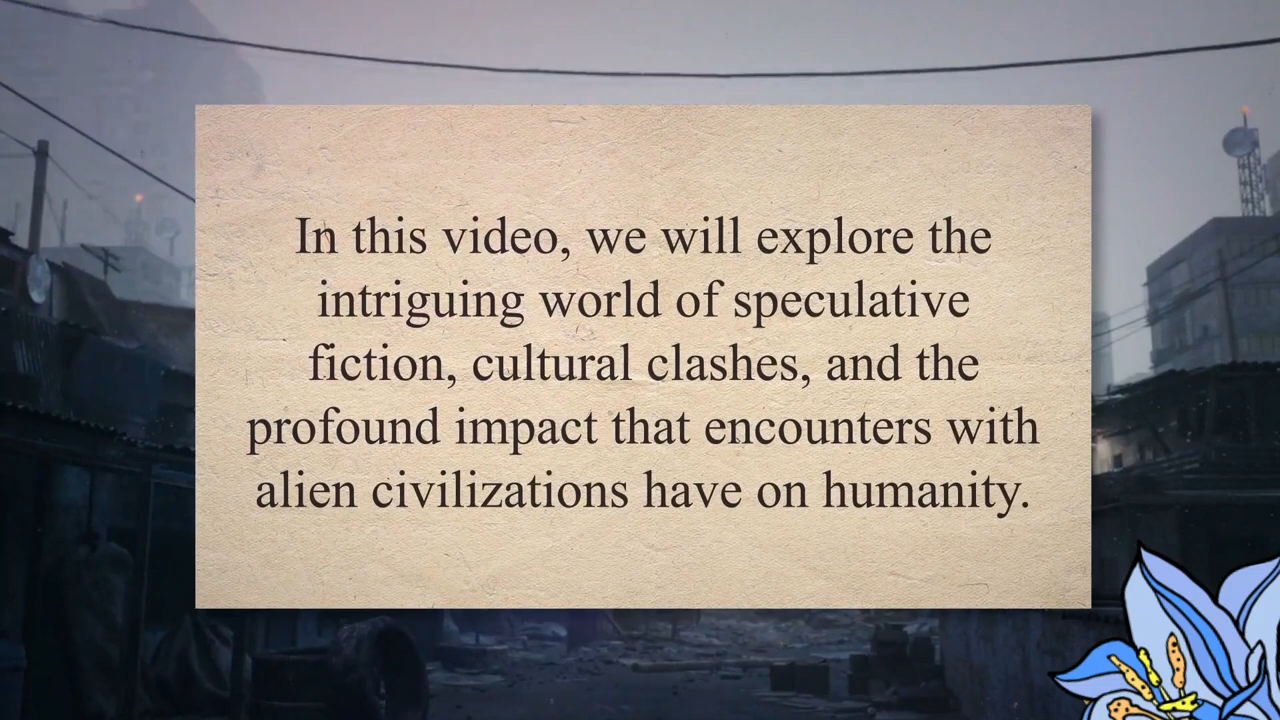 In this video, we will explore the
intriguing world of speculative
fiction, cultural clashes, and the
profound impact that encounters with
alien civilizations have on humanity.